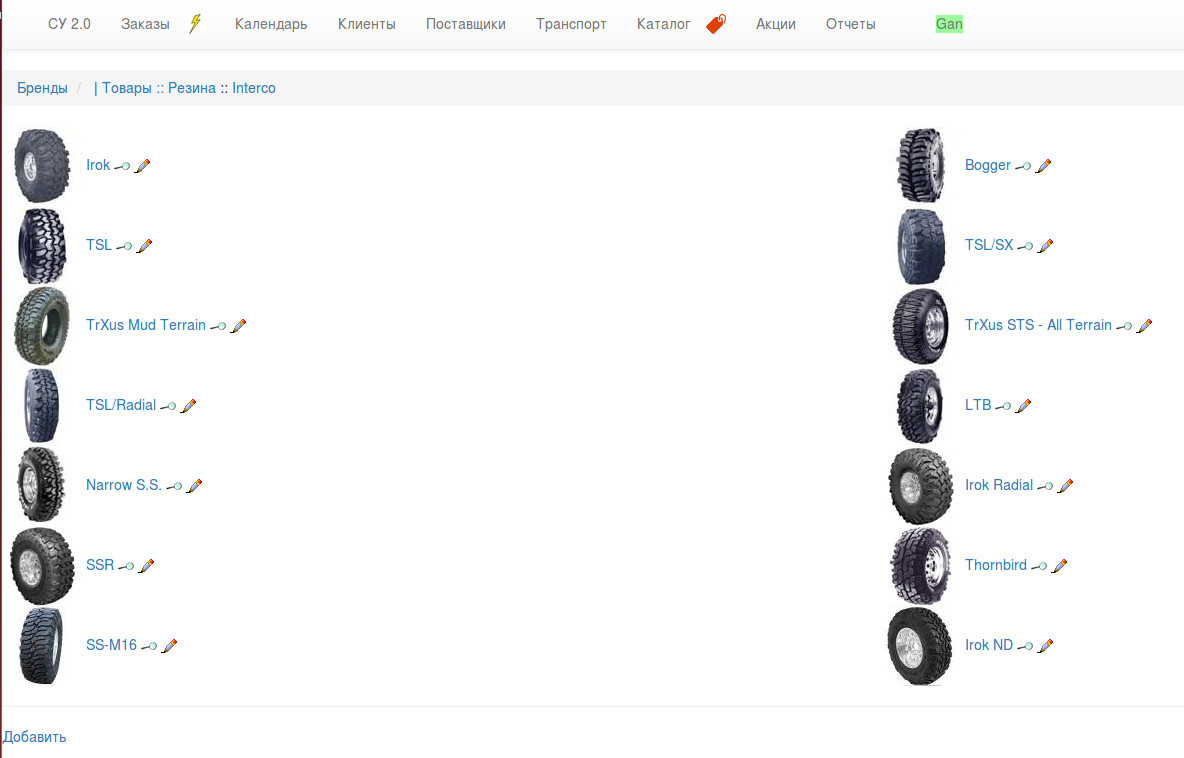 СУ 2.0 Заказы Календарь Клиенты Поставщики Транспорт Каталог Акции Отчеты Gan
Бренды / | Товары :: Резина :: Interco
Irok Bogger
TSL TSL/SX
TrXus Mud Terrain TrXus STS - All Terrain
TSL/Radial LTB
Narrow S.S. Irok Radial
SSR Thornbird
SS-M16 Irok ND
Добавить